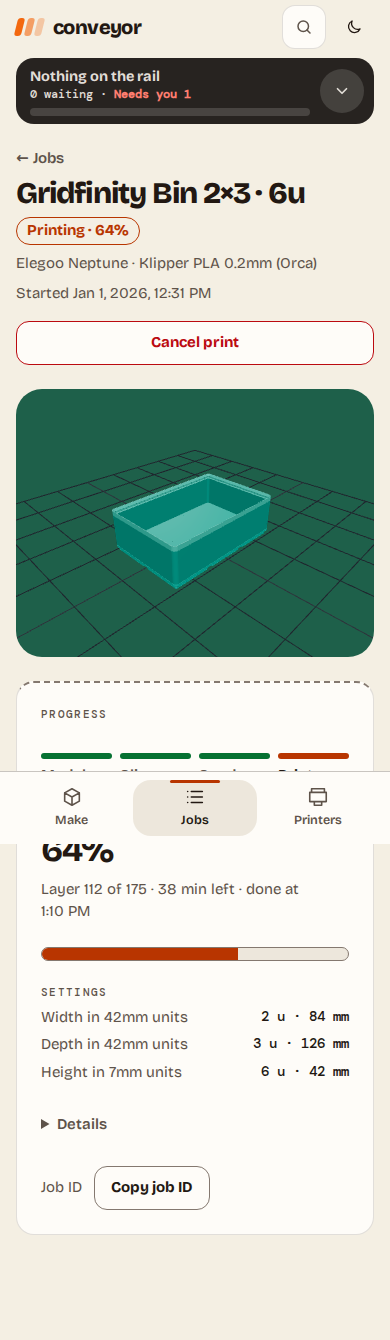 conveyor
Nothing on the rail
0 waiting · Needs you 1
← Jobs
Gridfinity Bin 2×3 · 6u
Printing · 64%
Elegoo Neptune · Klipper PLA 0.2mm (Orca)
Started Jan 1, 2026, 12:31 PM
Cancel print
PROGRESS
Make
Jobs
Printers
64%
Layer 112 of 175 · 38 min left · done at
1:10 PM
SETTINGS
Width in 42mm units 2 u · 84 mm
Depth in 42mm units 3 u · 126 mm
Height in 7mm units 6 u · 42 mm
Details
Job ID Copy job ID